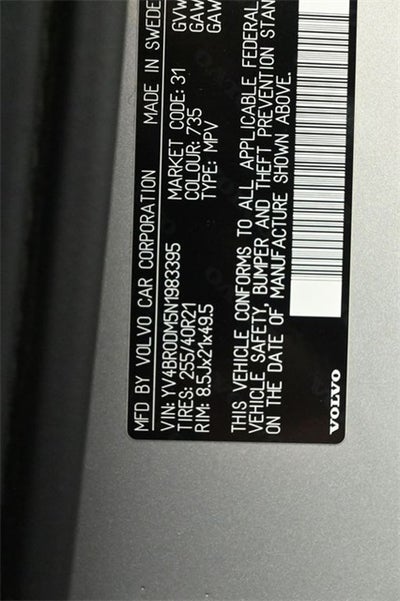 MFD BY VOLVO CAR CORPORATION MADE IN SWEDE
VIN: YV4BR0DM5N1983395
TIRES: 255/40R21 MARKET CODE: 31
RIM: 8.5Jx21x49.5 COLOUR: 735
TYPE: MPV
GVW
GAW
GAW
THIS VEHICLE CONFORMS TO ALL APPLICABLE FEDERAL
VEHICLE SAFETY, BUMPER AND THEFT PREVENTION STAN
ON THE DATE OF MANUFACTURE SHOWN ABOVE.
VOLVO